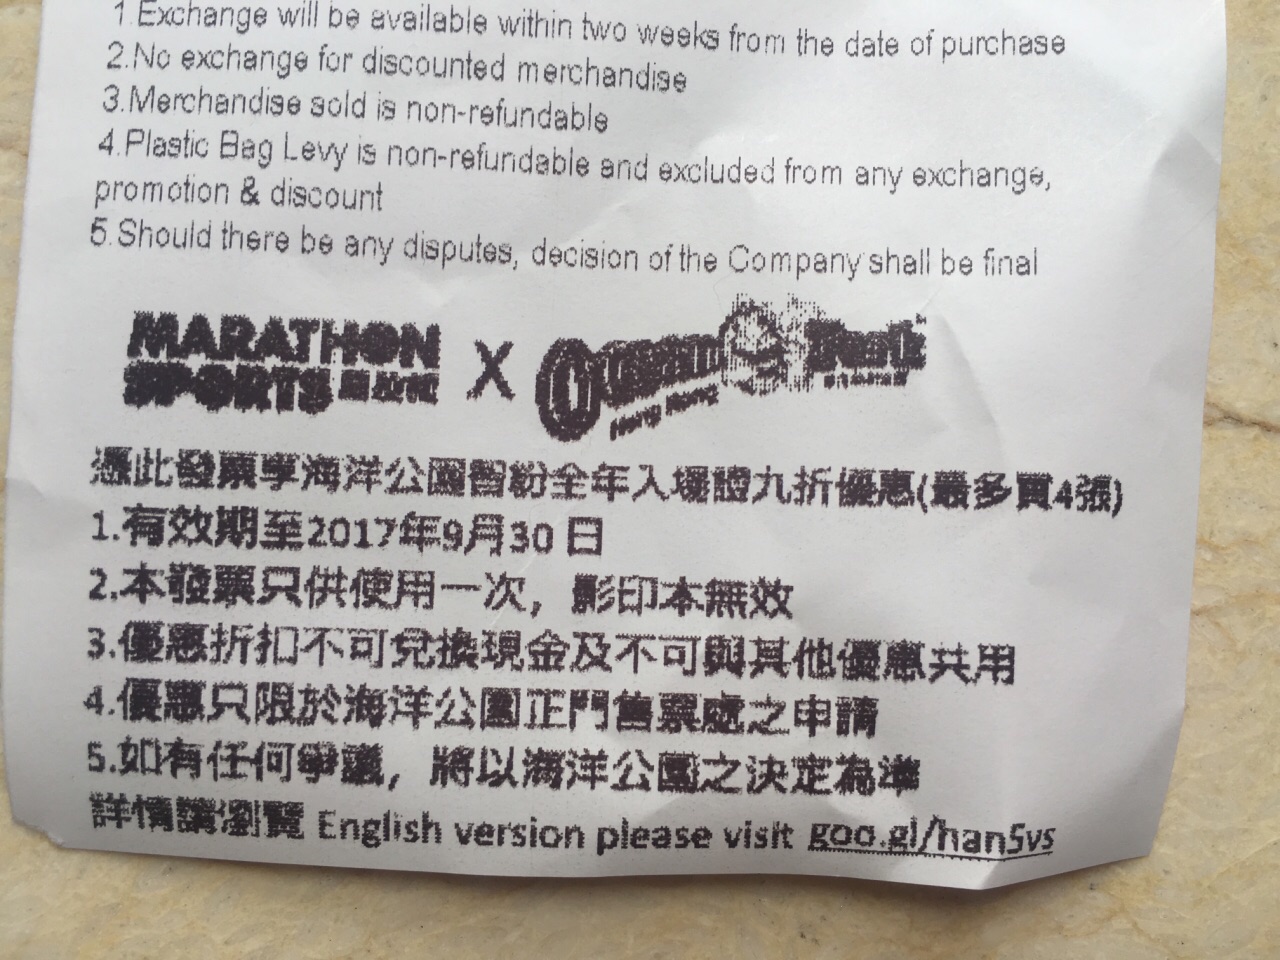 1.Exchange will be available within two weeks from the date of purchase
2.No exchange for discounted merchandise
3.Merchandise sold is non-refundable
4.Plastic Bag Levy is non-refundable and excluded from any exchange,
promotion & discount
5.Should there be any disputes, decision of the Company shall be final
MARATHON
SPORTS 馬拉松 X Ocean Park
Hong Kong
憑此發票享海洋公園智紛全年入場證九折優惠(最多買4張)
1.有效期至2017年9月30 日
2.本發票只供使用一次，影印本無效
3.優惠折扣不可兌換現金及不可與其他優惠共用
4.優惠只限於海洋公園正門售票處之申請
5.如有任何爭議，將以海洋公園之決定為準
詳情請瀏覽 English version please visit goo.gl/han5vs